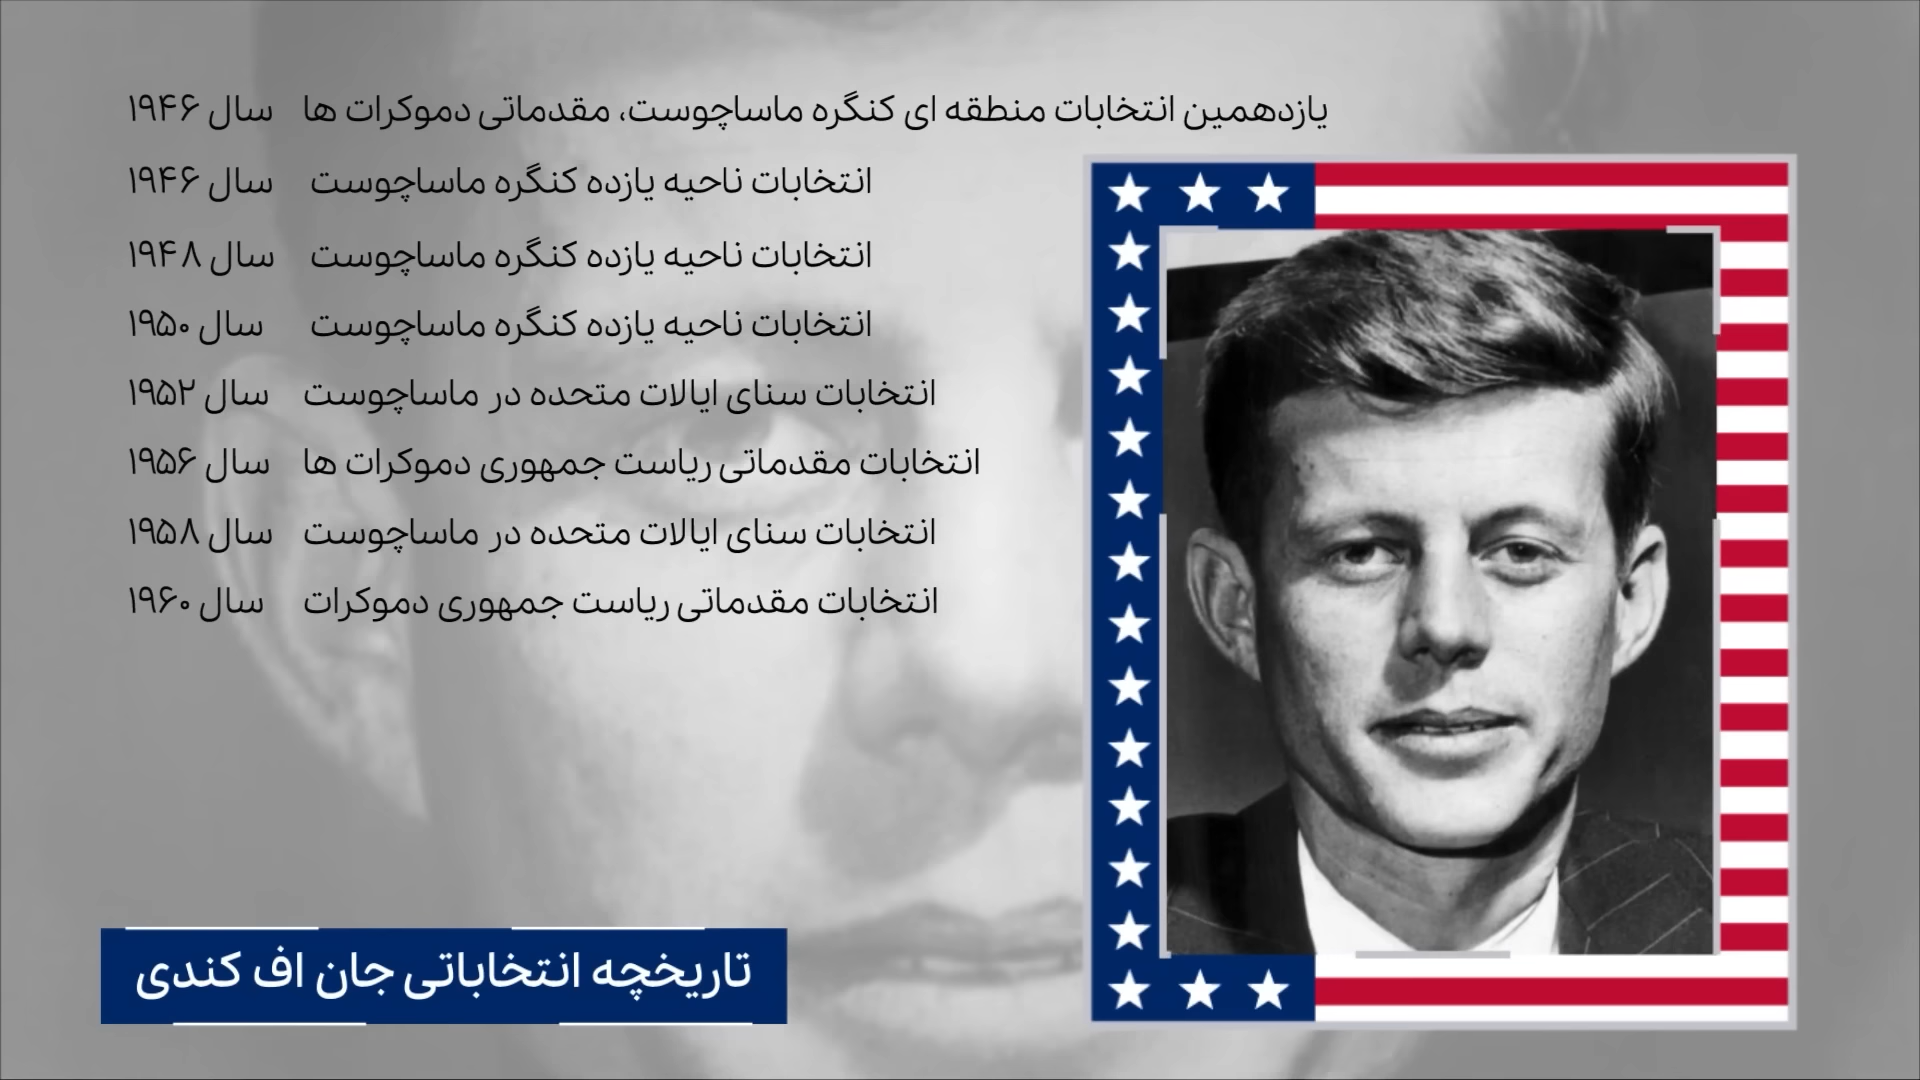 یازدهمین انتخابات منطقه ای کنگره ماساچوست، مقدماتی دموکرات ها سال ۱۹۴۶
انتخابات ناحیه یازده کنگره ماساچوست سال ۱۹۴۶
انتخابات ناحیه یازده کنگره ماساچوست سال ۱۹۴۸
انتخابات ناحیه یازده کنگره ماساچوست سال ۱۹۵۰
انتخابات سنای ایالات متحده در ماساچوست سال ۱۹۵۲
انتخابات مقدماتی ریاست جمهوری دموکرات ها سال ۱۹۵۶
انتخابات سنای ایالات متحده در ماساچوست سال ۱۹۵۸
انتخابات مقدماتی ریاست جمهوری دموکرات سال ۱۹۶۰
تاریخچه انتخاباتی جان اف کندی